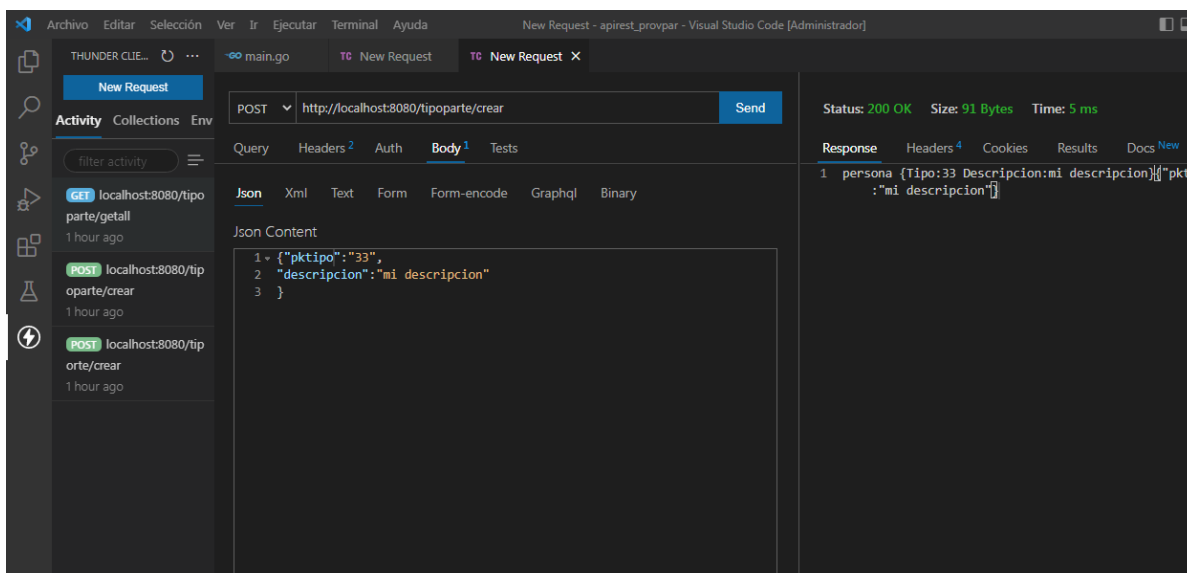 Archivo Editar Selección Ver Ir Ejecutar Terminal Ayuda New Request - apirest_provpar - Visual Studio Code [Administrador]
THUNDER CLIE... ···
GO main.go TC New Request TC New Request ×
New Request
Activity Collections Env
filter activity
GET localhost:8080/tipo
parte/getall
1 hour ago
POST localhost:8080/tip
oparte/crear
1 hour ago
POST localhost:8080/tip
orte/crear
1 hour ago
POST http://localhost:8080/tipoparte/crear Send
Query Headers 2 Auth Body 1 Tests
Json Xml Text Form Form-encode Graphql Binary
Json Content
1 {"pktipo":"33",
2 "descripcion":"mi descripcion"
3 }
Status: 200 OK Size: 91 Bytes Time: 5 ms
Response Headers 4 Cookies Results Docs New
1 persona {Tipo:33 Descripcion:mi descripcion}{"pkt
:"mi descripcion"}